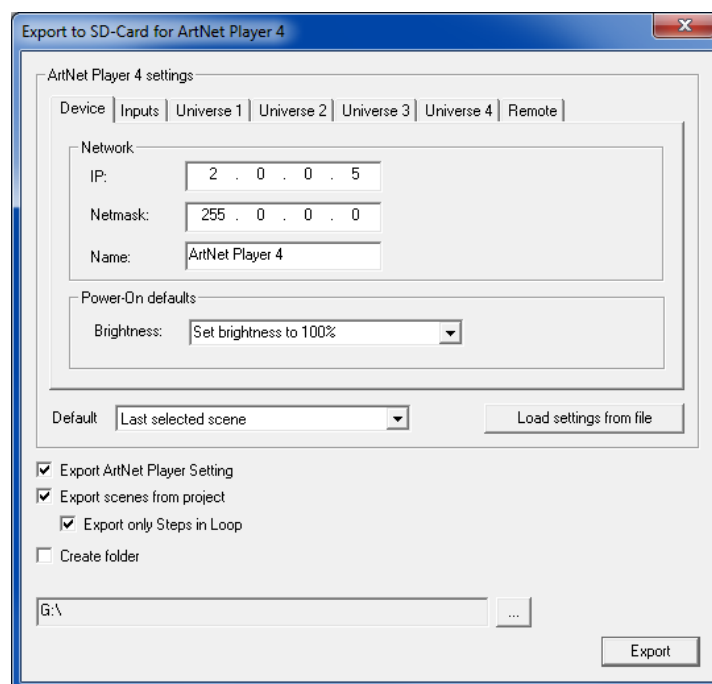 Export to SD-Card for ArtNet Player 4
ArtNet Player 4 settings
Device Inputs Universe 1 Universe 2 Universe 3 Universe 4 Remote
Network
IP: 2 . 0 . 0 . 5
Netmask: 255 . 0 . 0 . 0
Name: ArtNet Player 4
Power-On defaults
Brightness: Set brightness to 100%
Default Last selected scene Load settings from file
Export ArtNet Player Setting
Export scenes from project
Export only Steps in Loop
Create folder
G:\ ...
Export